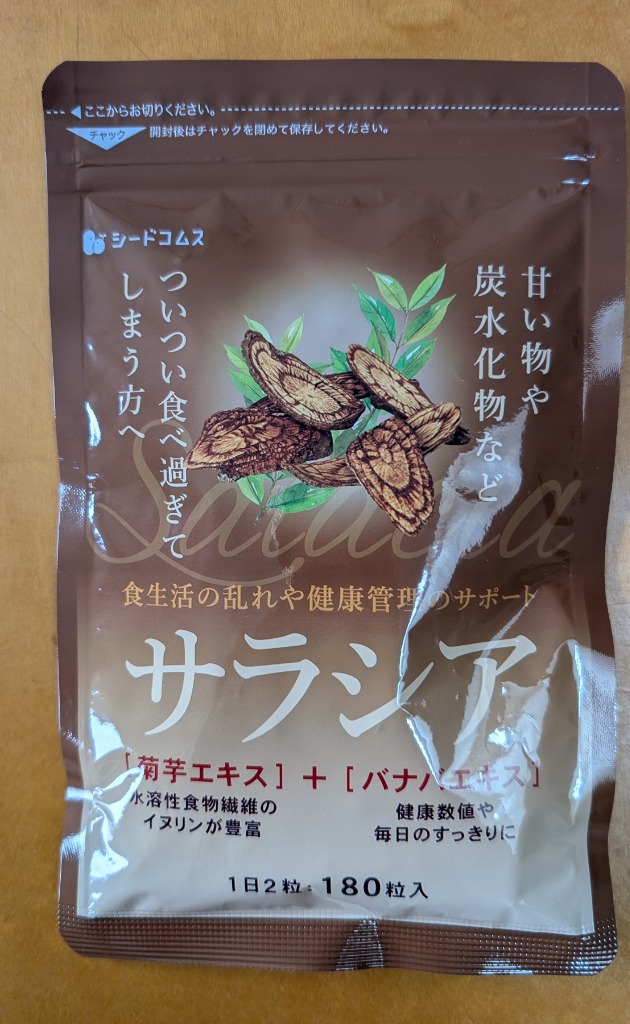 ここからお切りください。
チャック
開封後はチャックを閉めて保存してください。
シードコムス
甘い物や
炭水化物など
ついつい食べ過ぎて
しまう方へ
Salacia
食生活の乱れや健康管理のサポート
サラシア
[菊芋エキス]+[バナバエキス]
水溶性食物繊維の
イヌリンが豊富
健康数値や
毎日のすっきりに
1日2粒:180粒入